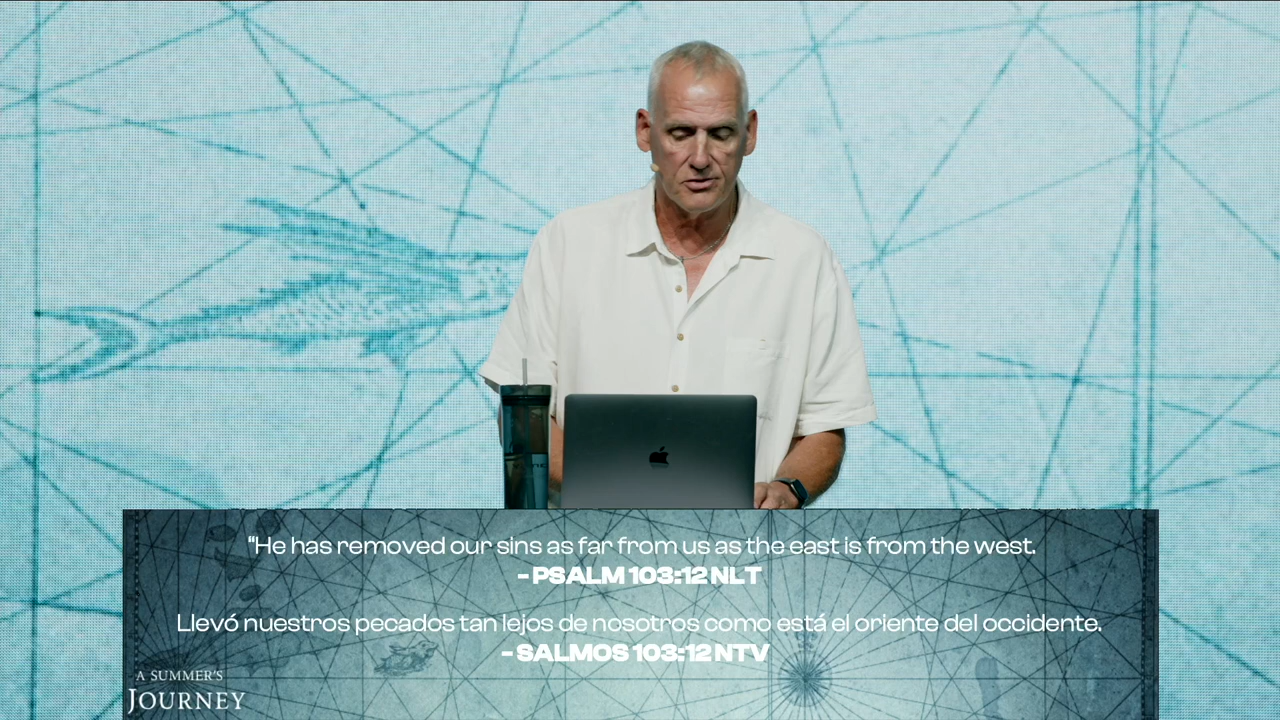 “He has removed our sins as far from us as the east is from the west.
- PSALM 103:12 NLT
Llevó nuestros pecados tan lejos de nosotros como está el oriente del occidente.
- SALMOS 103:12 NTV
A SUMMER'S
JOURNEY